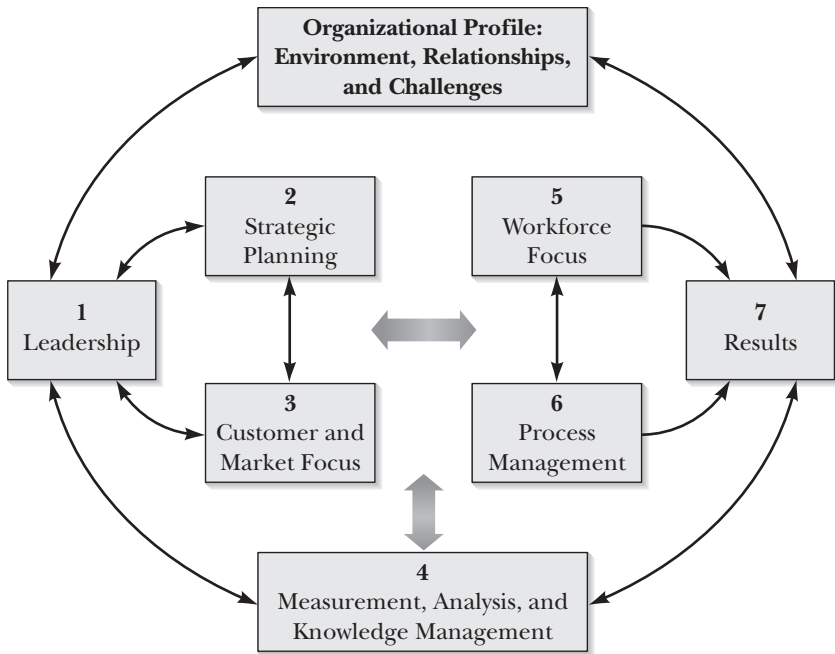 Organizational Profile:
Environment, Relationships,
and Challenges
2
Strategic
Planning
5
Workforce
Focus
1
Leadership
7
Results
3
Customer and
Market Focus
6
Process
Management
4
Measurement, Analysis, and
Knowledge Management